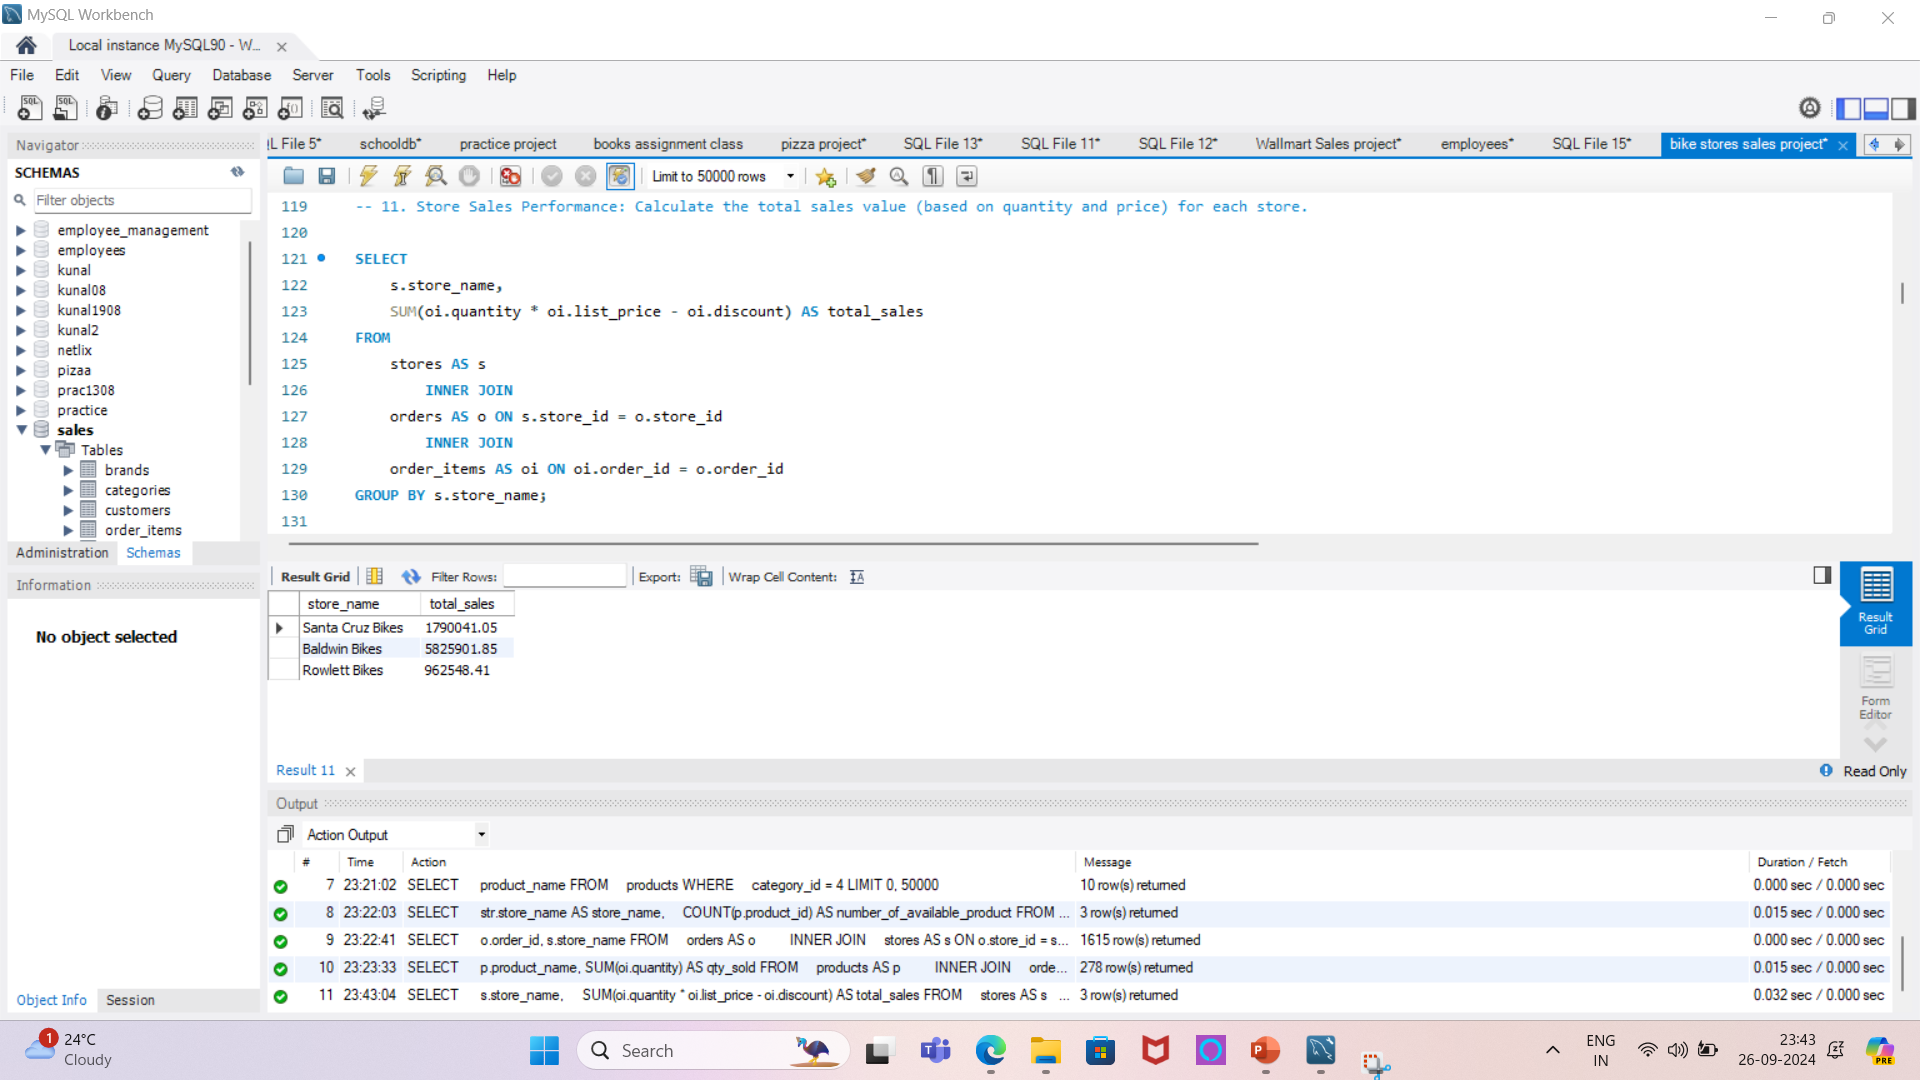 MySQL Workbench
Local instance MySQL90 - W...
File Edit View Query Database Server Tools Scripting Help
Navigator
SCHEMAS
Filter objects
employee_management
employees
kunal
kunal08
kunal1908
kunal2
netlix
pizaa
prac1308
practice
sales
Tables
brands
categories
customers
order_items
Administration Schemas
Information
No object selected
Object Info Session
L File 5* schooldb* practice project books assignment class pizza project* SQL File 13* SQL File 11* SQL File 12* Wallmart Sales project* employees* SQL File 15* bike stores sales project*
Limit to 50000 rows
119 -- 11. Store Sales Performance: Calculate the total sales value (based on quantity and price) for each store.
120
121 SELECT
122 s.store_name,
123 SUM(oi.quantity * oi.list_price - oi.discount) AS total_sales
124 FROM
125 stores AS s
126 INNER JOIN
127 orders AS o ON s.store_id = o.store_id
128 INNER JOIN
129 order_items AS oi ON oi.order_id = o.order_id
130 GROUP BY s.store_name;
131
Result Grid Filter Rows: Export: Wrap Cell Content:
store_name total_sales
Santa Cruz Bikes 1790041.05
Baldwin Bikes 5825901.85
Rowlett Bikes 962548.41
Result Grid
Form Editor
Result 11
Read Only
Output
Action Output
# Time Action Message Duration / Fetch
7 23:21:02 SELECT product_name FROM products WHERE category_id = 4 LIMIT 0, 50000 10 row(s) returned 0.000 sec / 0.000 sec
8 23:22:03 SELECT str.store_name AS store_name, COUNT(p.product_id) AS number_of_available_product FROM ... 3 row(s) returned 0.015 sec / 0.000 sec
9 23:22:41 SELECT o.order_id, s.store_name FROM orders AS o INNER JOIN stores AS s ON o.store_id = s... 1615 row(s) returned 0.000 sec / 0.000 sec
10 23:23:33 SELECT p.product_name, SUM(oi.quantity) AS qty_sold FROM products AS p INNER JOIN orde... 278 row(s) returned 0.015 sec / 0.000 sec
11 23:43:04 SELECT s.store_name, SUM(oi.quantity * oi.list_price - oi.discount) AS total_sales FROM stores AS s ... 3 row(s) returned 0.032 sec / 0.000 sec
1
24°C
Cloudy
Search
ENG
IN
23:43
26-09-2024
PRE